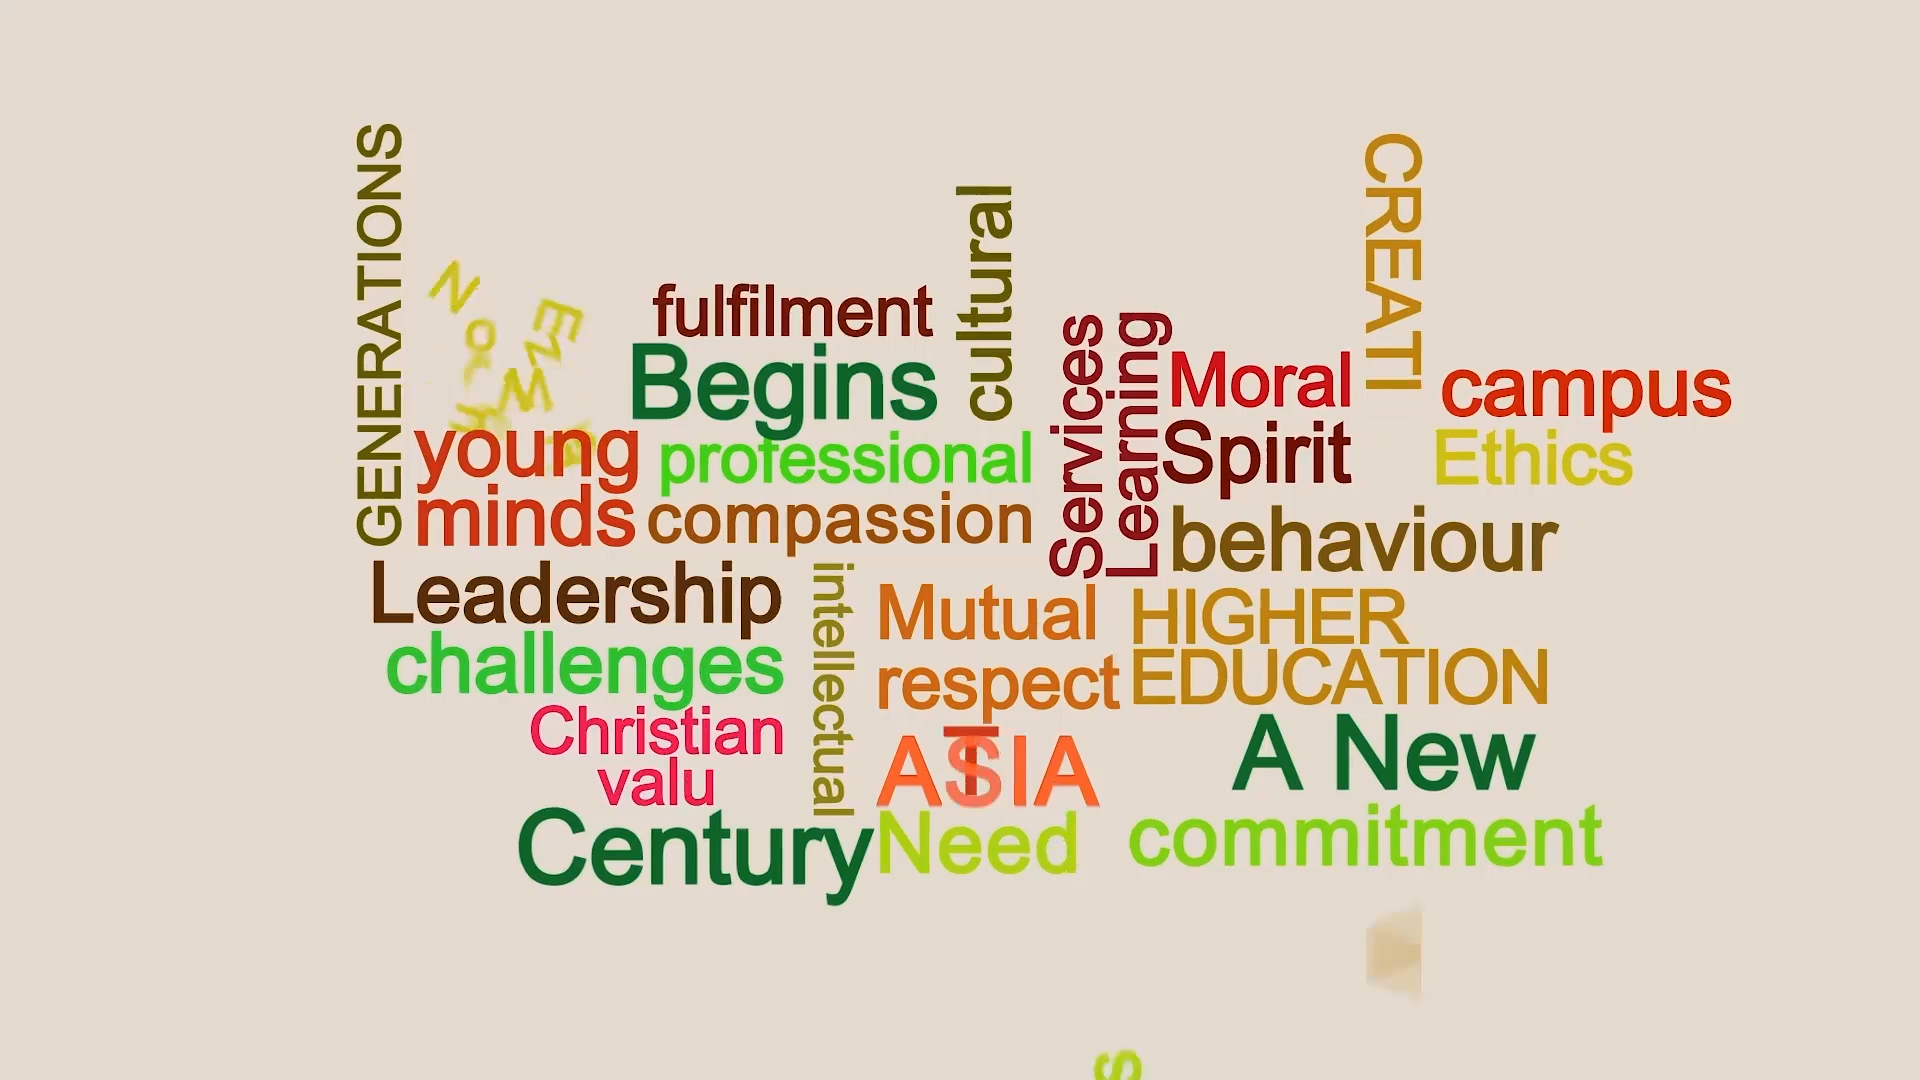 GENERATIONS
fulfilment
cultural
CREATI
Begins
Services
Learning
Moral
campus
young
professional
Spirit
Ethics
minds
compassion
behaviour
Leadership
intellectual
Mutual
HIGHER
challenges
respect
EDUCATION
Christian
valu
ASIA
A New
Century
Need
commitment